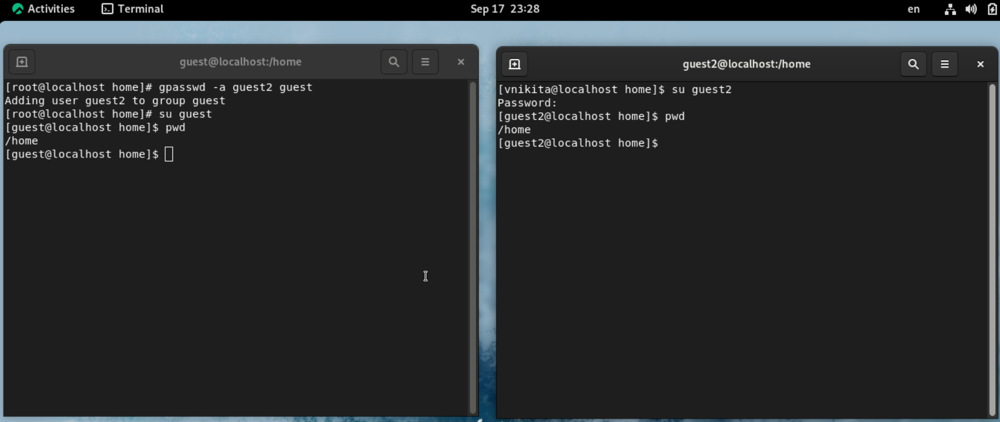 Activities Terminal Sep 17 23:28 en
guest@localhost:/home
[root@localhost home]# gpasswd -a guest2 guest
Adding user guest2 to group guest
[root@localhost home]# su guest
[guest@localhost home]$ pwd
/home
[guest@localhost home]$
guest2@localhost:/home
[vnikita@localhost home]$ su guest2
Password:
[guest2@localhost home]$ pwd
/home
[guest2@localhost home]$